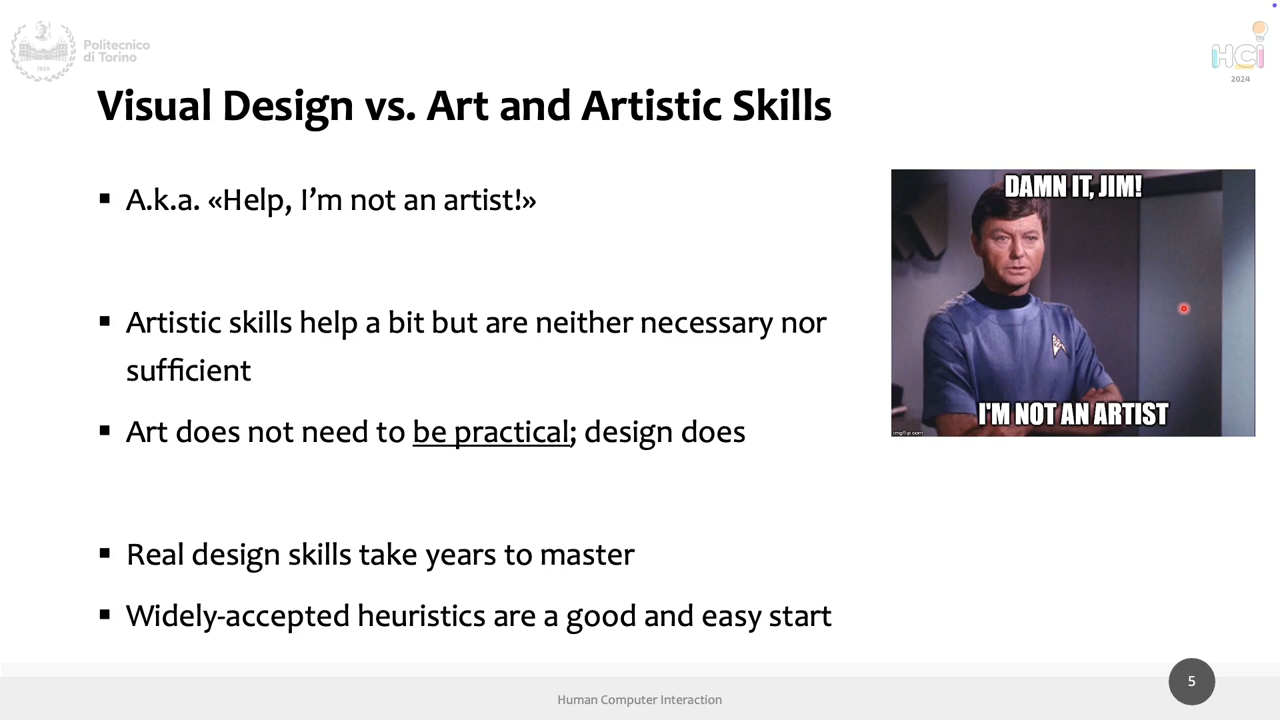 Politecnico
di Torino
1859
HCI
2024
Visual Design vs. Art and Artistic Skills
▪ A.k.a. «Help, I’m not an artist!»
▪ Artistic skills help a bit but are neither necessary nor
sufficient
▪ Art does not need to be practical; design does
▪ Real design skills take years to master
▪ Widely-accepted heuristics are a good and easy start
DAMN IT, JIM!
I'M NOT AN ARTIST
imgflip.com
Human Computer Interaction
5